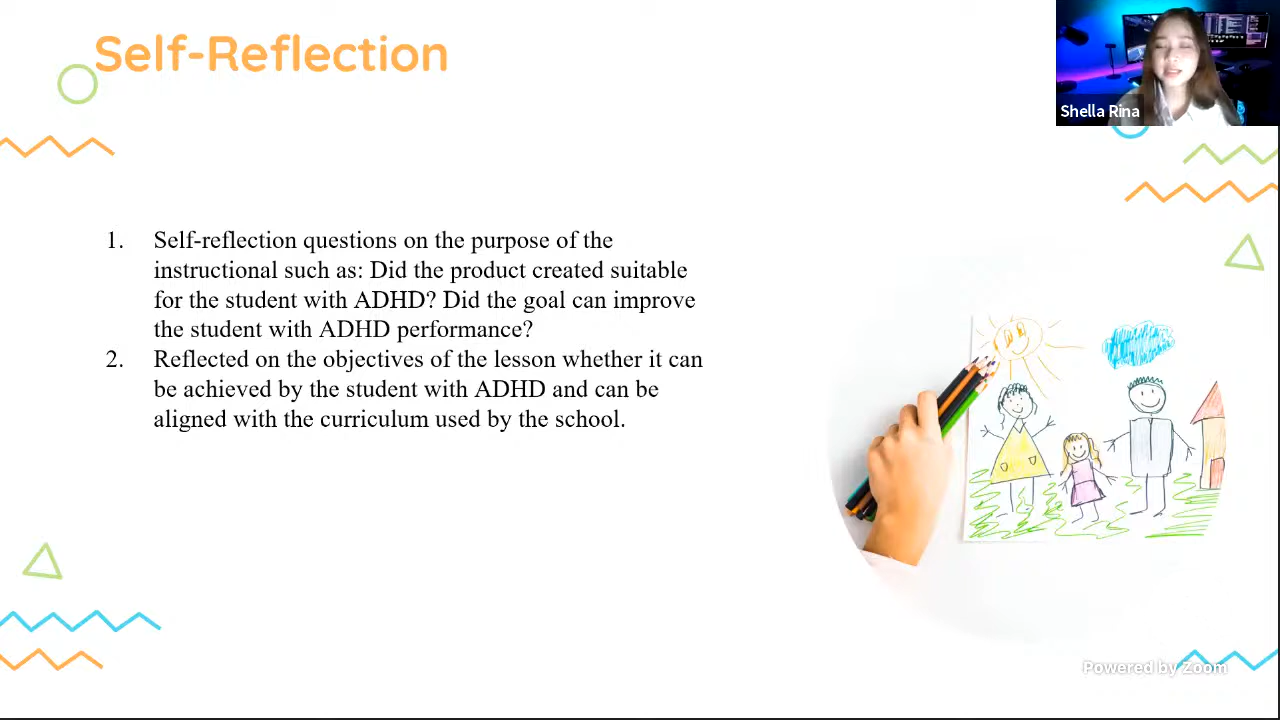 Self-Reflection
Shella Rina
1. Self-reflection questions on the purpose of the
instructional such as: Did the product created suitable
for the student with ADHD? Did the goal can improve
the student with ADHD performance?
2. Reflected on the objectives of the lesson whether it can
be achieved by the student with ADHD and can be
aligned with the curriculum used by the school.
Powered by Zoom